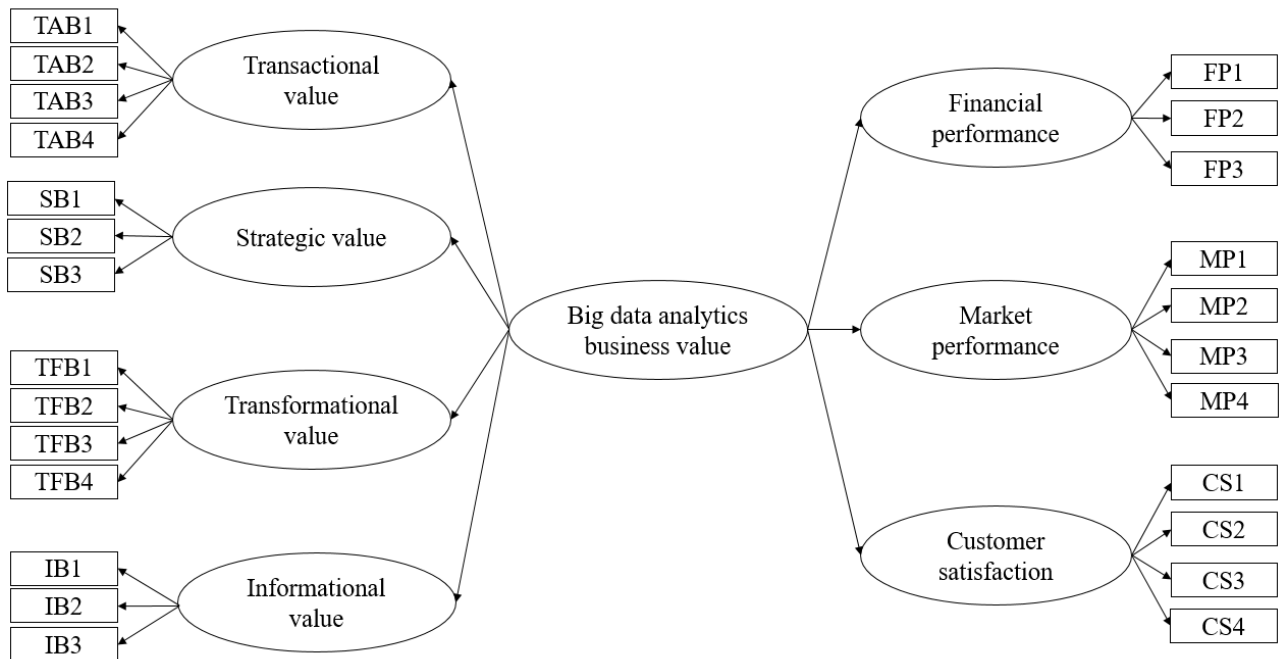 TAB1
TAB2
TAB3
TAB4
Transactional
value
SB1
SB2
SB3
Strategic value
TFB1
TFB2
TFB3
TFB4
Transformational
value
IB1
IB2
IB3
Informational
value
Big data analytics
business value
Financial
performance
FP1
FP2
FP3
Market
performance
MP1
MP2
MP3
MP4
Customer
satisfaction
CS1
CS2
CS3
CS4